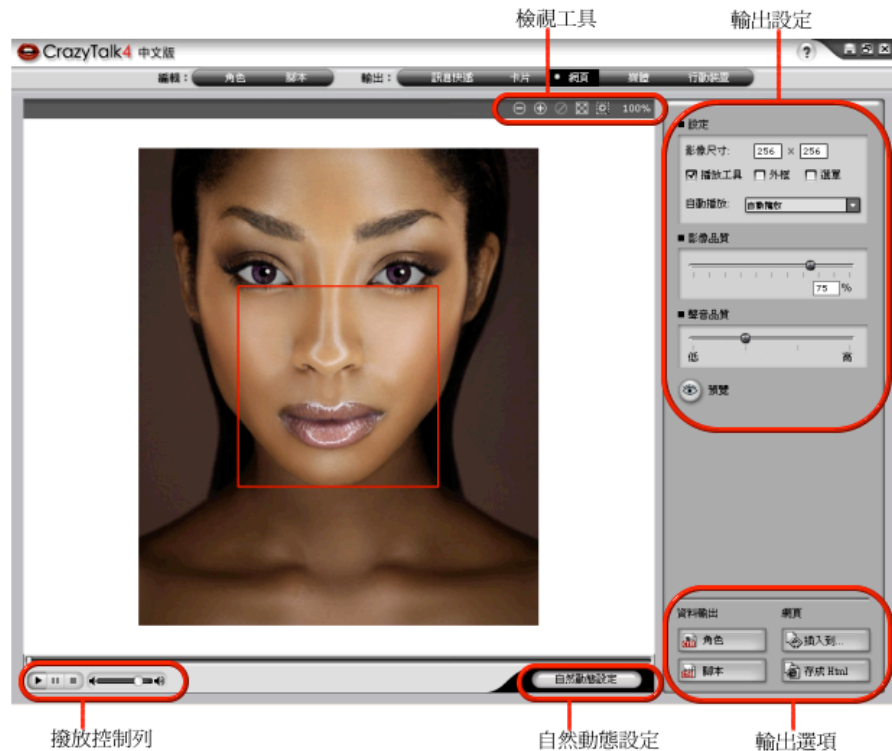 檢視工具
輸出設定
CrazyTalk4 中文版
?
編輯： 角色 腳本 輸出： 訊息快遞 卡片 網頁 媒體 行動裝置
100%
設定
影像尺寸: 256 × 256
播放工具 外框 選單
自動播放: 自動播放
影像品質
75 %
聲音品質
低 高
預覽
資料輸出 網頁
角色 插入到...
腳本 存成 Html
自然動態設定
撥放控制列
自然動態設定
輸出選項